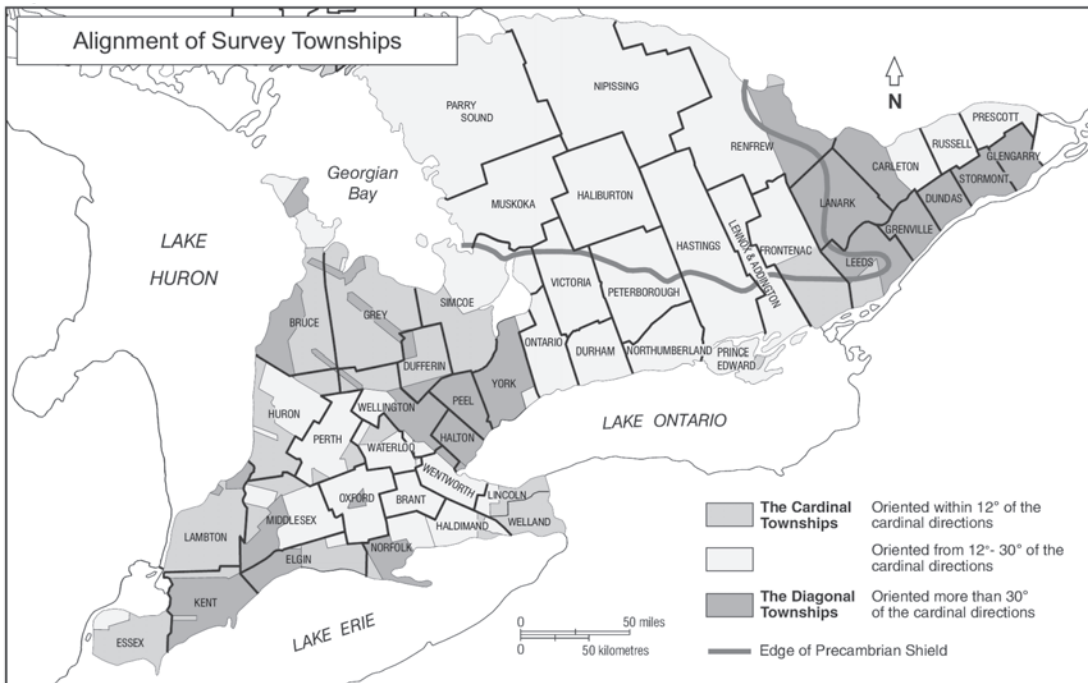 Alignment of Survey Townships
N
NIPISSING
PARRY
SOUND
PRESCOTT
RENFREW
RUSSELL
CARLETON
GLENGARRY
Georgian
Bay
STORMONT
HALIBURTON
LANARK
DUNDAS
MUSKOKA
LENNOX & ADDINGTON
GRENVILLE
LAKE
HURON
HASTINGS
FRONTENAC
LEEDS
VICTORIA
PETERBOROUGH
SIMCOE
GREY
BRUCE
ONTARIO
DURHAM
NORTHUMBERLAND
PRINCE
EDWARD
DUFFERIN
YORK
PEEL
WELLINGTON
HURON
LAKE ONTARIO
HALTON
PERTH
WATERLOO
WENTWORTH
LINCOLN
OXFORD
BRANT
MIDDLESEX
WELLAND
HALDIMAND
LAMBTON
NORFOLK
ELGIN
KENT
ESSEX
LAKE ERIE
0 50 miles
0 50 kilometres
The Cardinal
Townships
Oriented within 12° of the
cardinal directions
Oriented from 12°- 30° of the
cardinal directions
The Diagonal
Townships
Oriented more than 30°
of the cardinal directions
Edge of Precambrian Shield